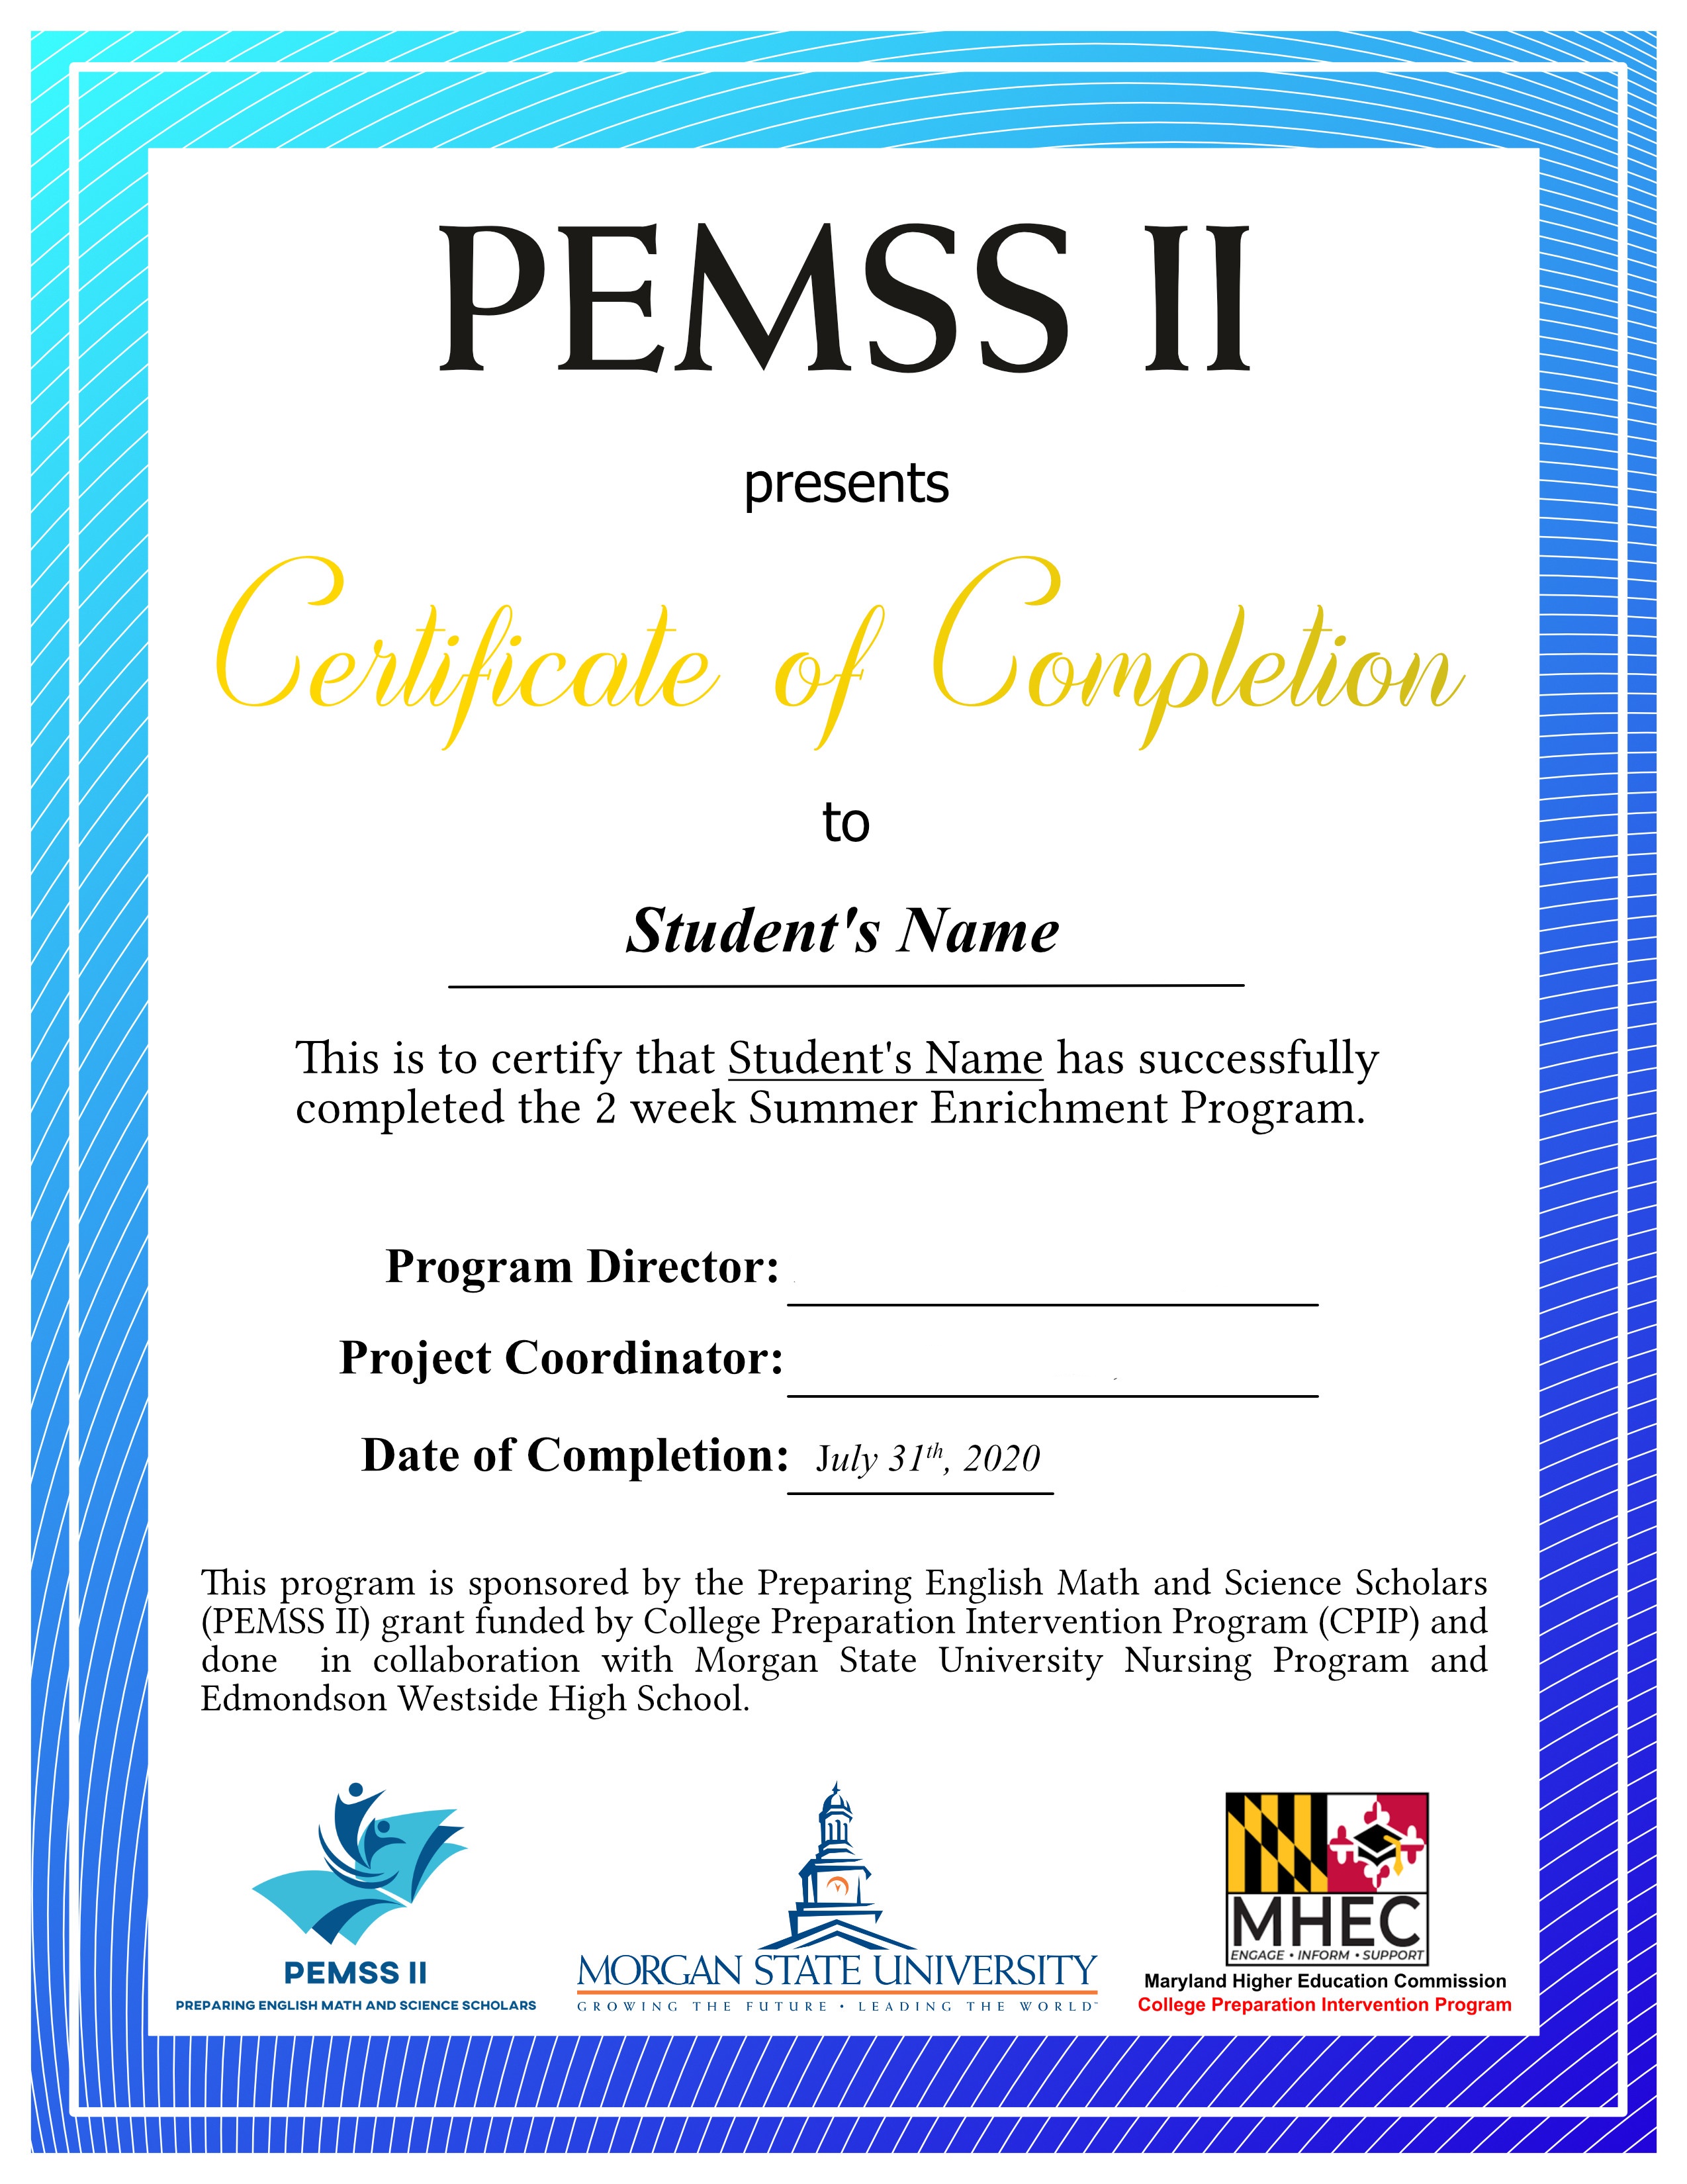 PEMSS II
presents
Certificate of Completion
to
Student's Name
This is to certify that Student's Name has successfully
completed the 2 week Summer Enrichment Program.
Program Director:
Project Coordinator:
Date of Completion: July 31th, 2020
This program is sponsored by the Preparing English Math and Science Scholars
(PEMSS II) grant funded by College Preparation Intervention Program (CPIP) and
done in collaboration with Morgan State University Nursing Program and
Edmondson Westside High School.
PEMSS II
PREPARING ENGLISH MATH AND SCIENCE SCHOLARS
MORGAN STATE UNIVERSITY
GROWING THE FUTURE • LEADING THE WORLD™
MHEC
ENGAGE • INFORM • SUPPORT
Maryland Higher Education Commission
College Preparation Intervention Program